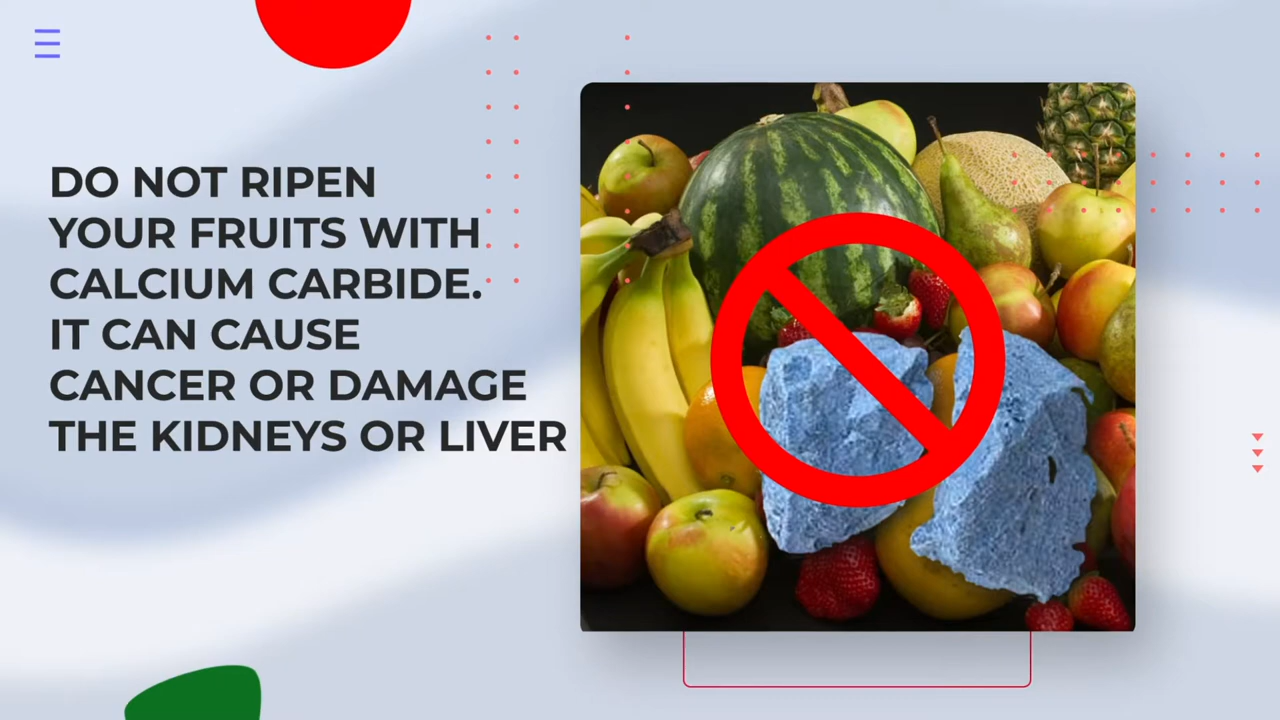 DO NOT RIPEN
YOUR FRUITS WITH
CALCIUM CARBIDE.
IT CAN CAUSE
CANCER OR DAMAGE
THE KIDNEYS OR LIVER